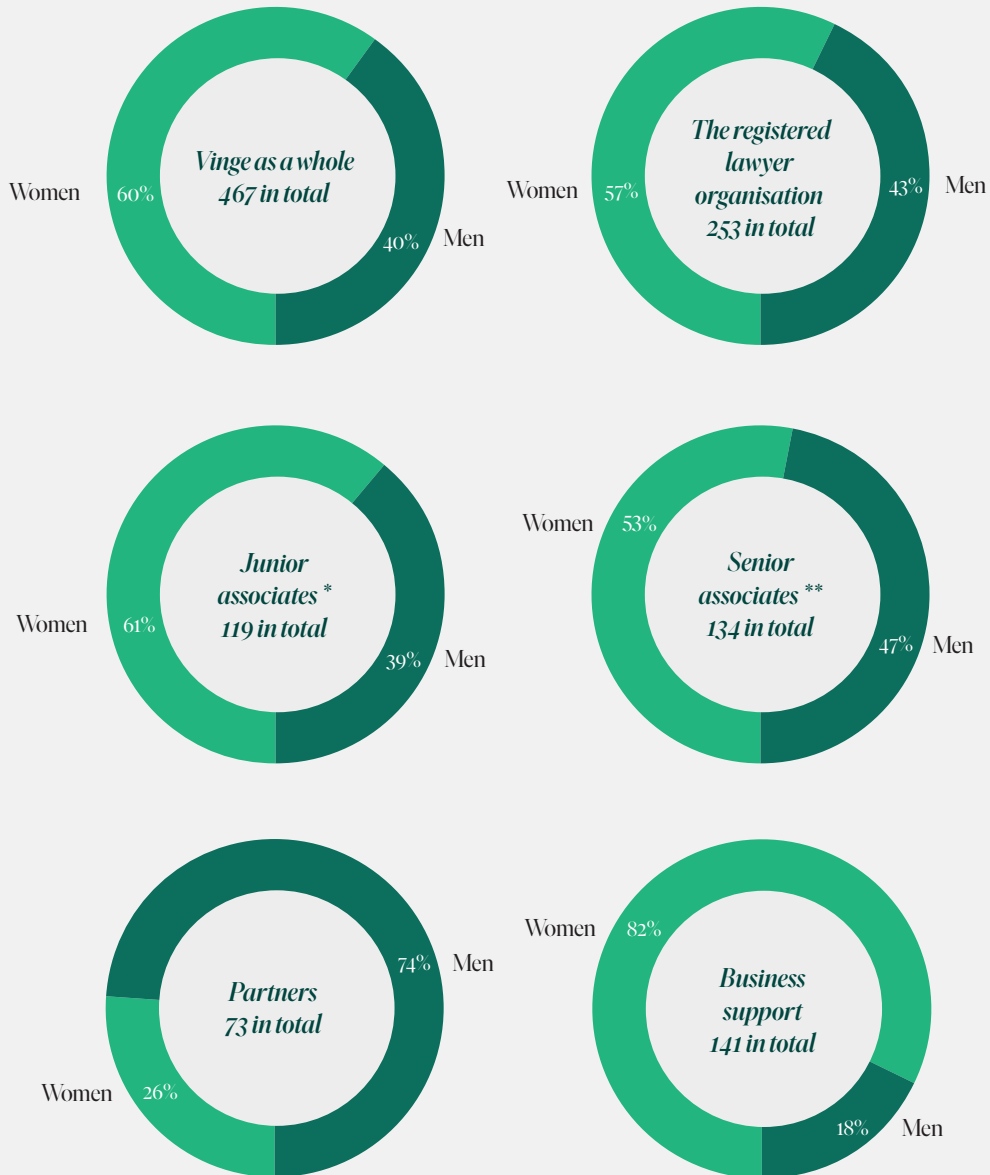 Vinge as a whole
467 in total
Women
60%
40%
Men
The registered
lawyer
organisation
253 in total
Women
57%
43%
Men
Junior
associates *
119 in total
Women
61%
39%
Men
Senior
associates **
134 in total
Women
53%
47%
Men
Partners
73 in total
Women
26%
74%
Men
Business
support
141 in total
Women
82%
18%
Men